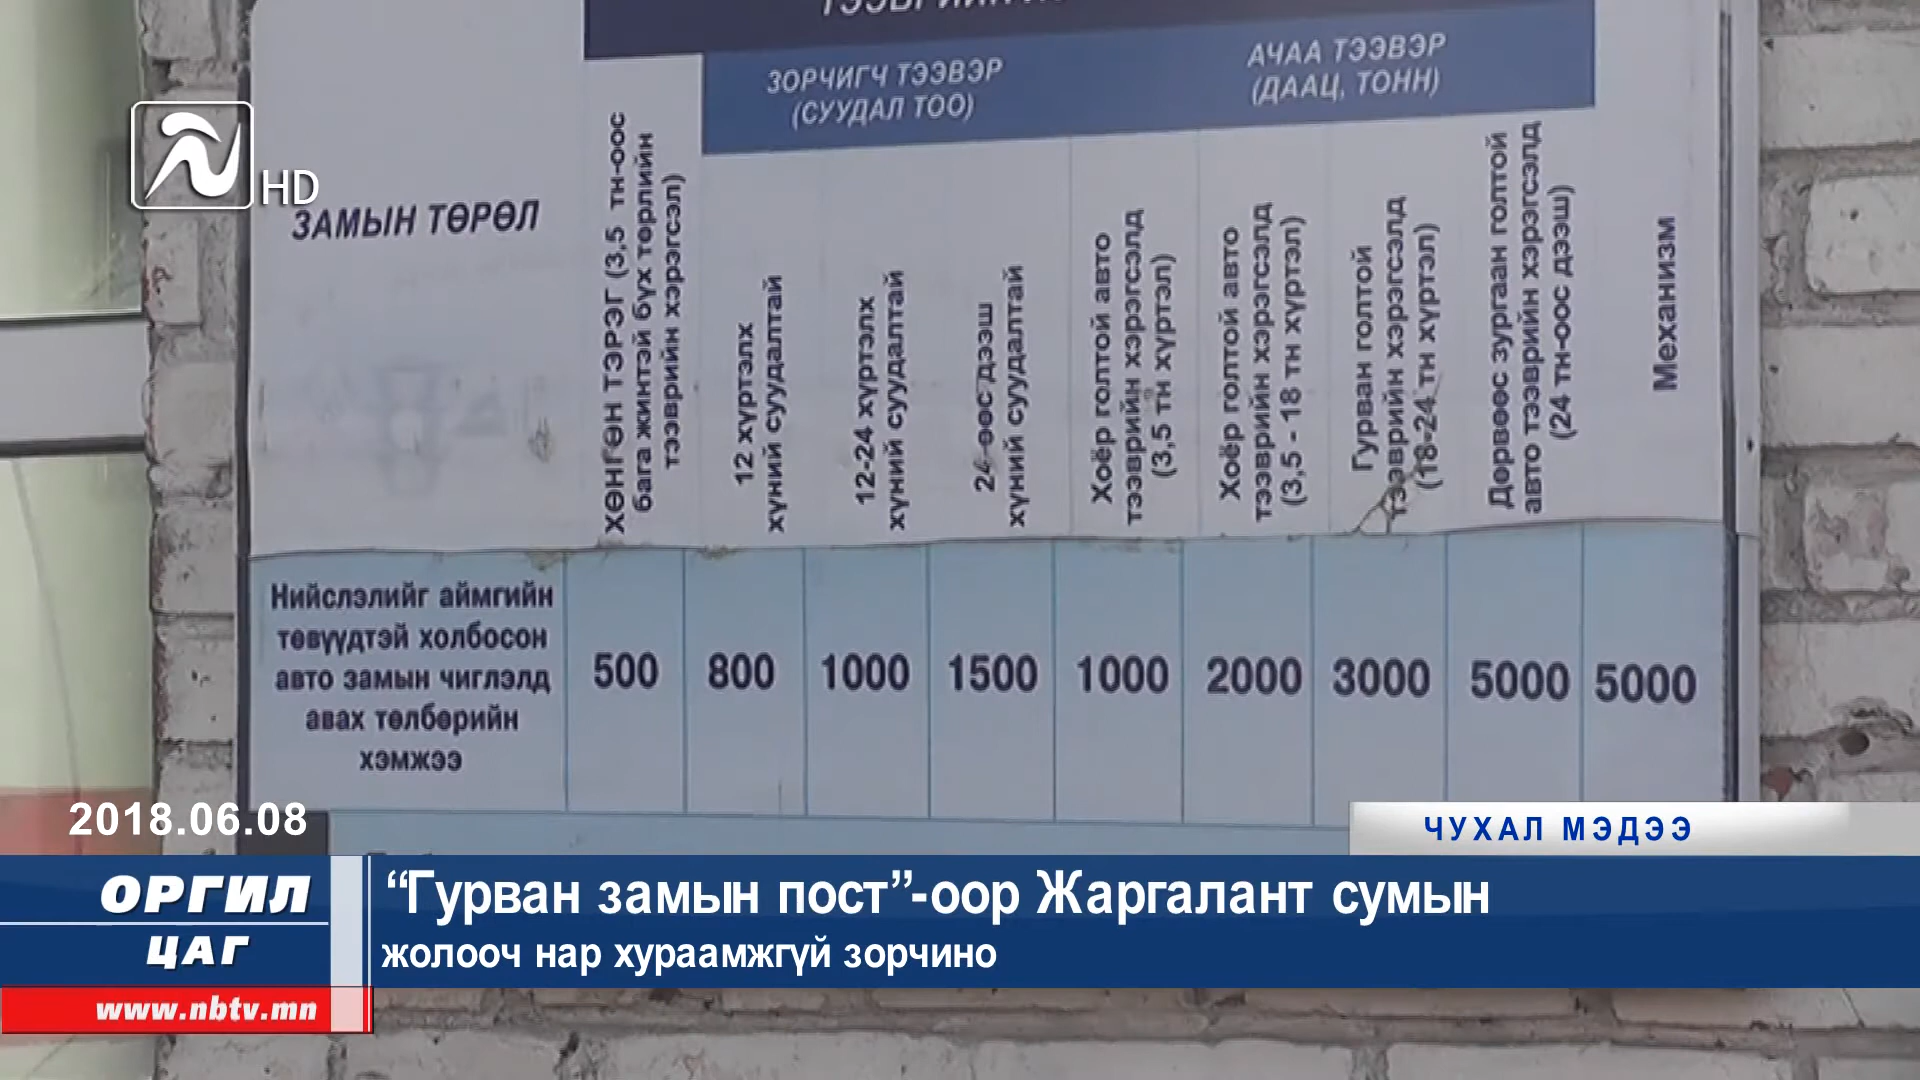 ЗОРЧИГЧ ТЭЭВЭР
(СУУДАЛ ТОО)
АЧАА ТЭЭВЭР
(ДААЦ, ТОНН)
HD
ЗАМЫН ТӨРӨЛ
ХӨНГӨН ТЭРЭГ (3,5 тн-оос
бага жинтэй бүх төрлийн
тээврийн хэрэгсэл)
12 хүртэлх
хүний суудалтай
12-24 хүртэлх
хүний суудалтай
24-өөс дээш
хүний суудалтай
Хоёр голтой авто
тээврийн хэрэгсэлд
(3,5 тн хүртэл)
Хоёр голтой авто
тээврийн хэрэгсэлд
(3,5 - 18 тн хүртэл)
Гурван голтой
тээврийн хэрэгсэлд
(18-24 тн хүртэл)
Дөрвөөс зургаан голтой
авто тээврийн хэрэгсэлд
(24 тн-оос дээш)
Механизм
Нийслэлийг аймгийн
төвүүдтэй холбосон
авто замын чиглэлд
авах төлбөрийн
хэмжээ
500 800 1000 1500 1000 2000 3000 5000 5000
2018.06.08
ЧУХАЛ МЭДЭЭ
ОРГИЛ
ЦАГ
www.nbtv.mn
“Гурван замын пост”-оор Жаргалант сумын
жолооч нар хураамжгүй зорчино